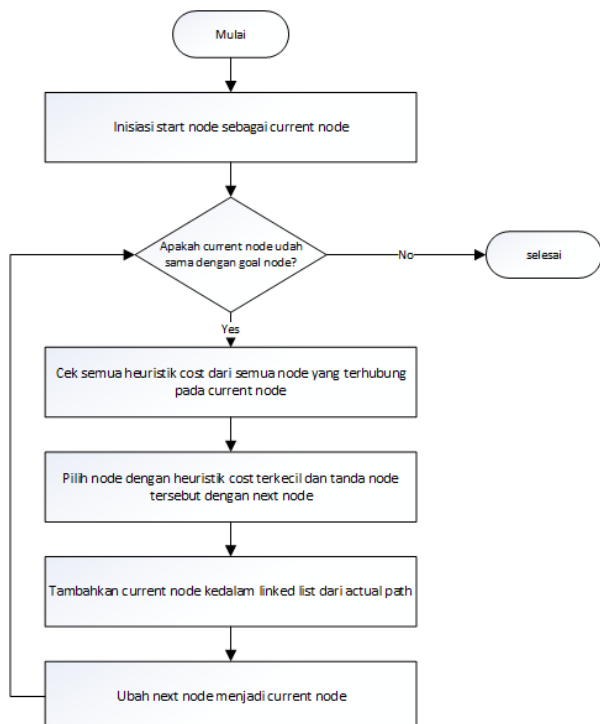 Mulai
Inisiasi start node sebagai current node
Apakah current node udah
sama dengan goal node?
No
selesai
Yes
Cek semua heuristik cost dari semua node yang terhubung
pada current node
Pilih node dengan heuristik cost terkecil dan tanda node
tersebut dengan next node
Tambahkan current node kedalam linked list dari actual path
Ubah next node menjadi current node